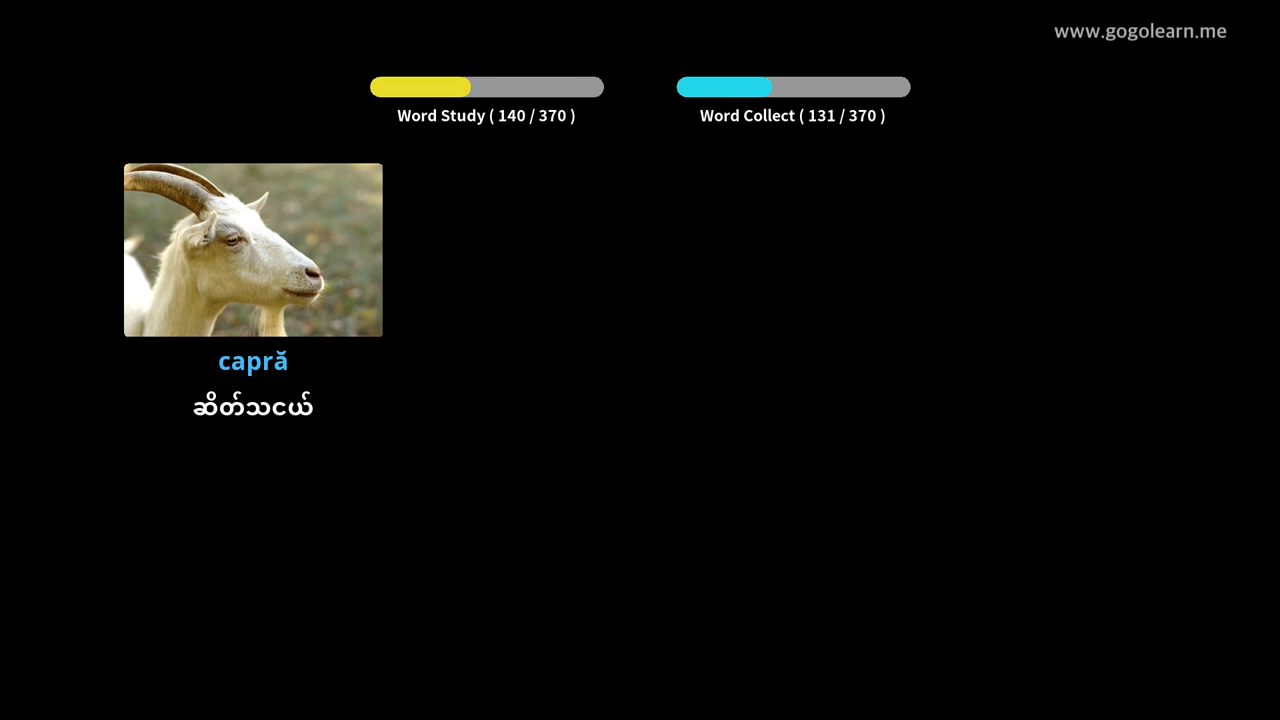 www.gogolearn.me
Word Study ( 140 / 370 )
Word Collect ( 131 / 370 )
capră
ဆိတ်သငယ်